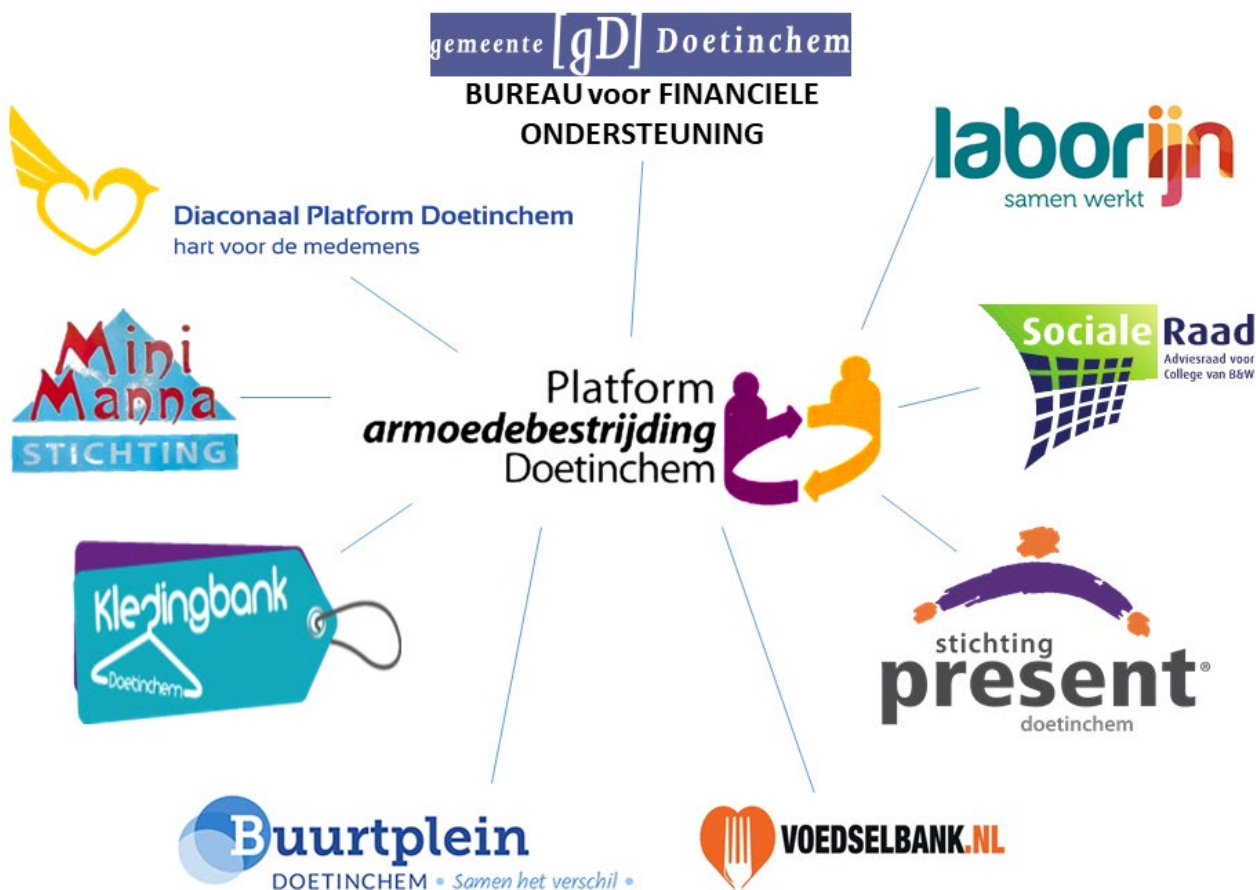 gemeente [gD] Doetinchem
BUREAU voor FINANCIELE
ONDERSTEUNING
laborijn
samen werkt
Diaconaal Platform Doetinchem
hart voor de medemens
Mini
Manna
STICHTING
Sociale Raad
Adviesraad voor
College van B&W
Platform
armoedebestrijding
Doetinchem
Kledingbank
Doetinchem
stichting
present®
doetinchem
Buurtplein
DOETINCHEM • Samen het verschil •
VOEDSELBANK.NL